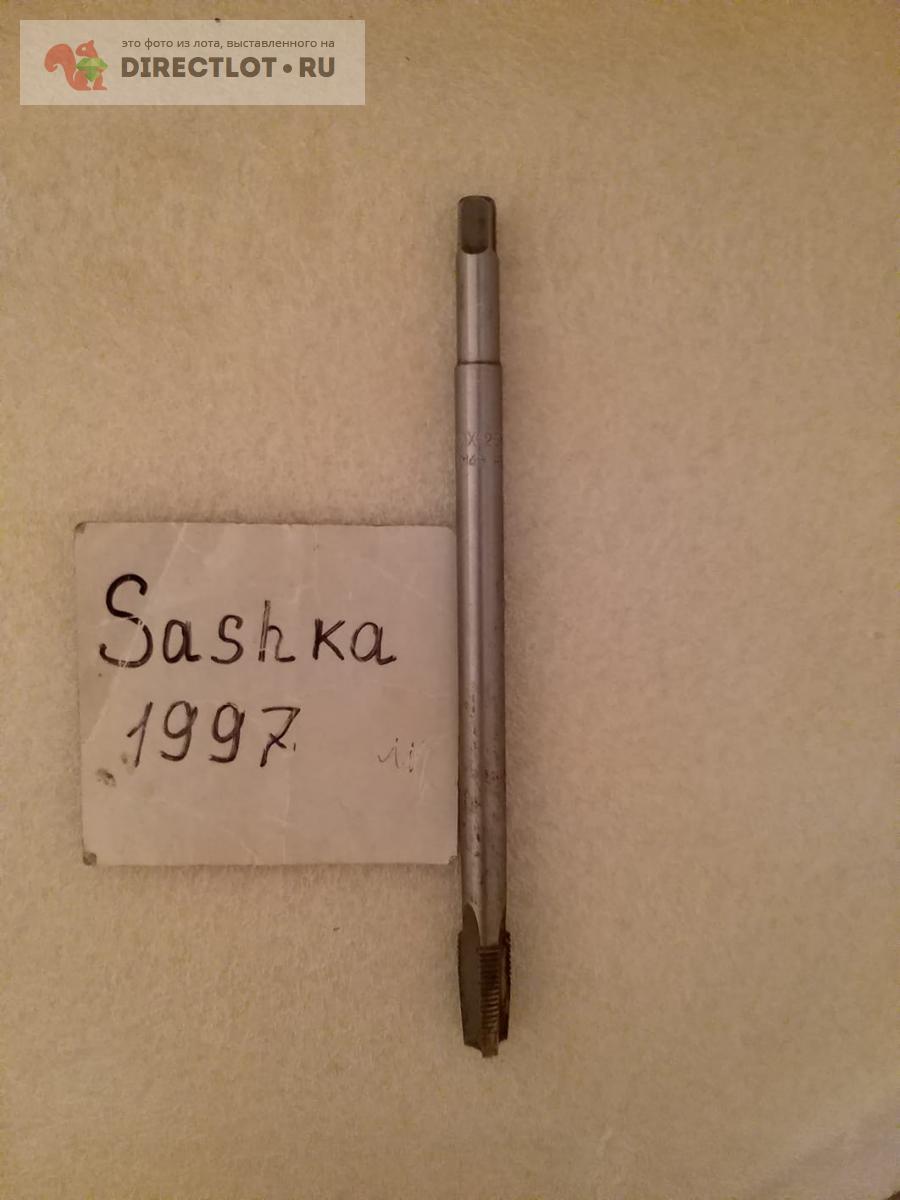 это фото из лота, выставленного на
DIRECTLOT•RU
Sashka
1997